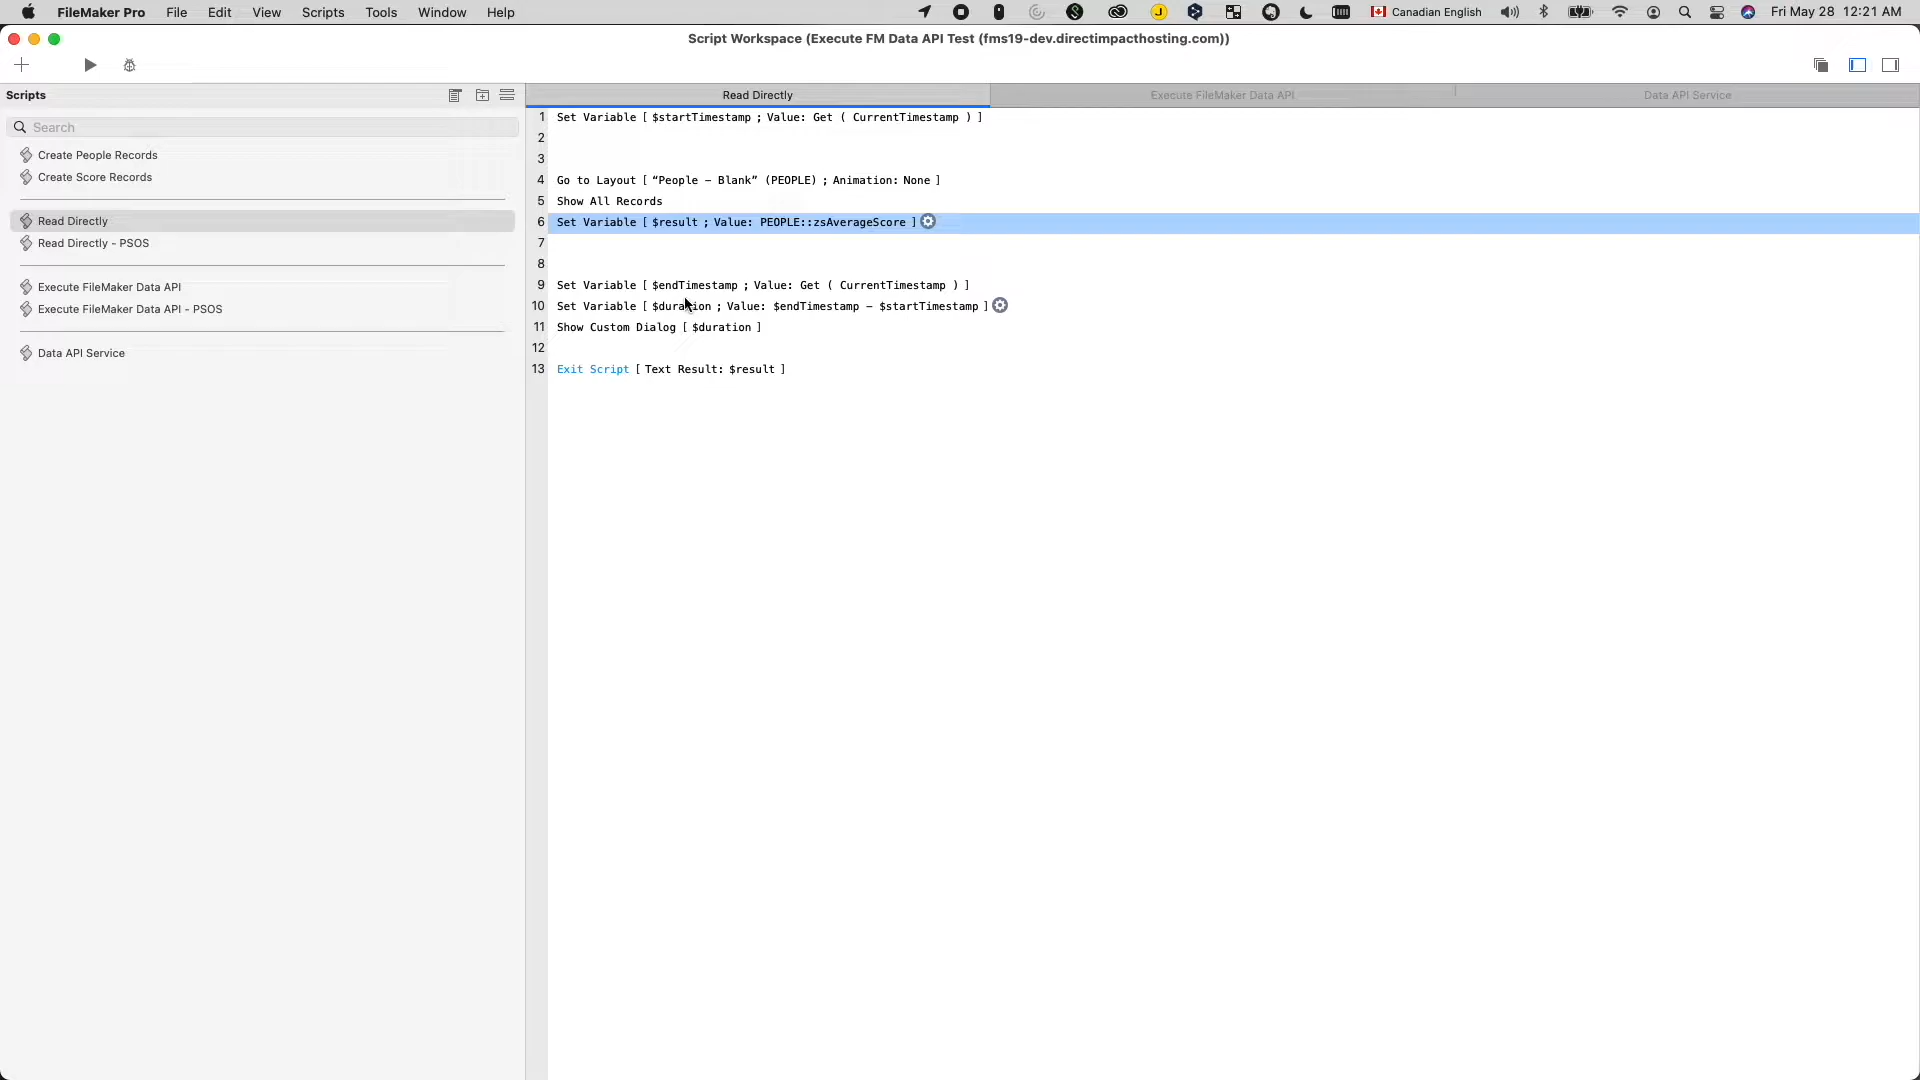 FileMaker Pro File Edit View Scripts Tools Window Help Canadian English Fri May 28 12:21 AM
Script Workspace (Execute FM Data API Test (fms19-dev.directimpacthosting.com))
Scripts
Search
Create People Records
Create Score Records
Read Directly
Read Directly - PSOS
Execute FileMaker Data API
Execute FileMaker Data API - PSOS
Data API Service
Read Directly Execute FileMaker Data API Data API Service
1 Set Variable [ $startTimestamp ; Value: Get ( CurrentTimestamp ) ]
2
3
4 Go to Layout [ “People – Blank” (PEOPLE) ; Animation: None ]
5 Show All Records
6 Set Variable [ $result ; Value: PEOPLE::zsAverageScore ]
7
8
9 Set Variable [ $endTimestamp ; Value: Get ( CurrentTimestamp ) ]
10 Set Variable [ $duration ; Value: $endTimestamp – $startTimestamp ]
11 Show Custom Dialog [ $duration ]
12
13 Exit Script [ Text Result: $result ]